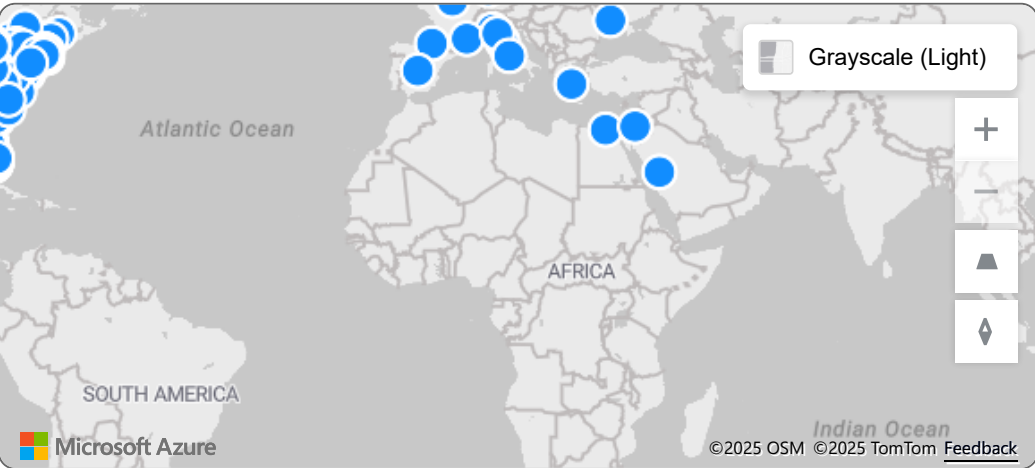 Grayscale (Light)
Atlantic Ocean
AFRICA
SOUTH AMERICA
Indian Ocean
Microsoft Azure
©2025 OSM ©2025 TomTom Feedback